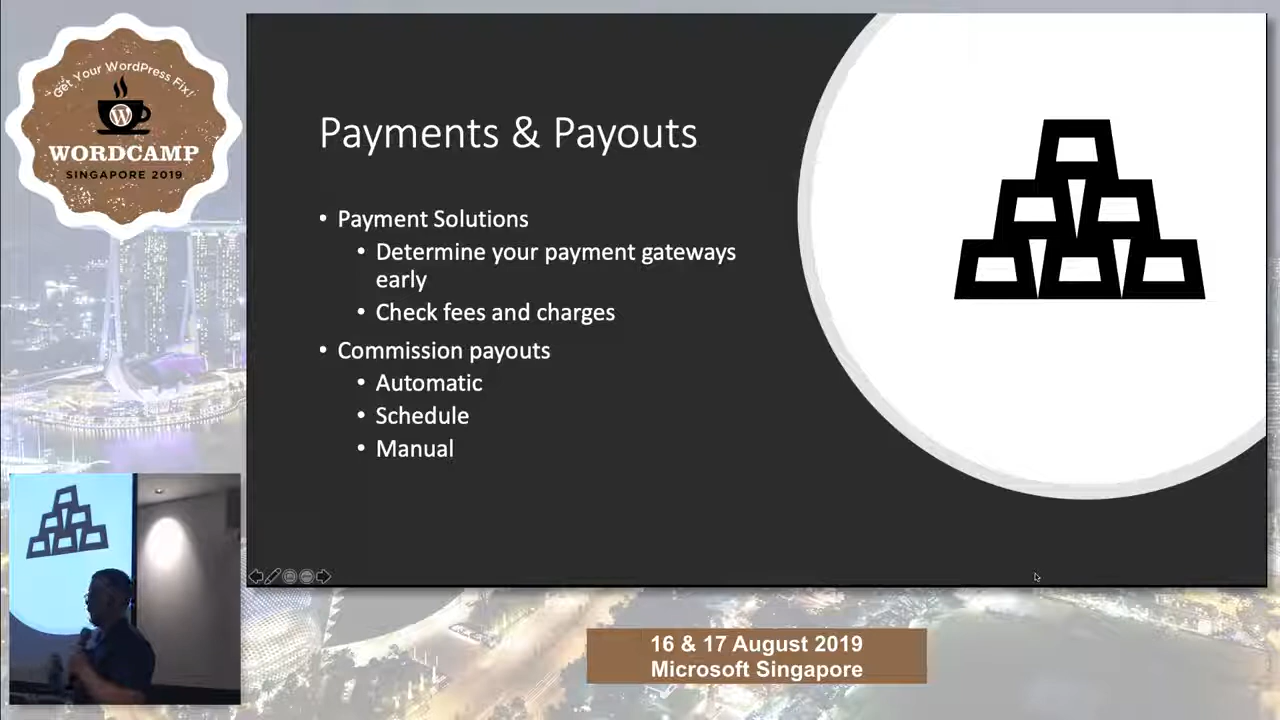 Get Your WordPress Fix!
WORDCAMP
SINGAPORE 2019
Payments & Payouts
• Payment Solutions
• Determine your payment gateways
early
• Check fees and charges
• Commission payouts
• Automatic
• Schedule
• Manual
16 & 17 August 2019
Microsoft Singapore